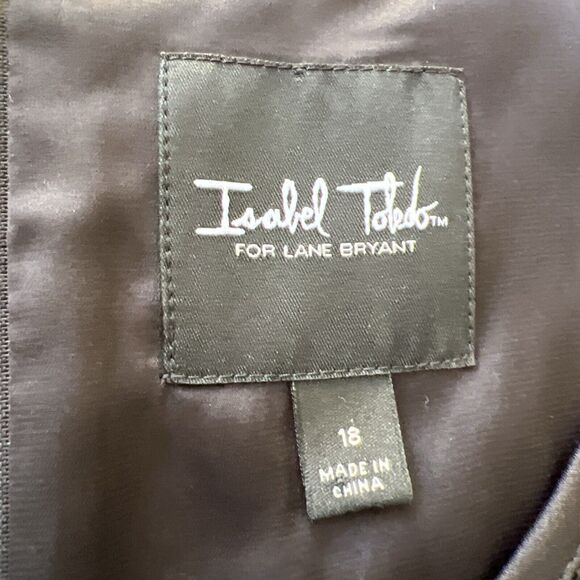 Isabel Toledo™
FOR LANE BRYANT
18
MADE IN
CHINA